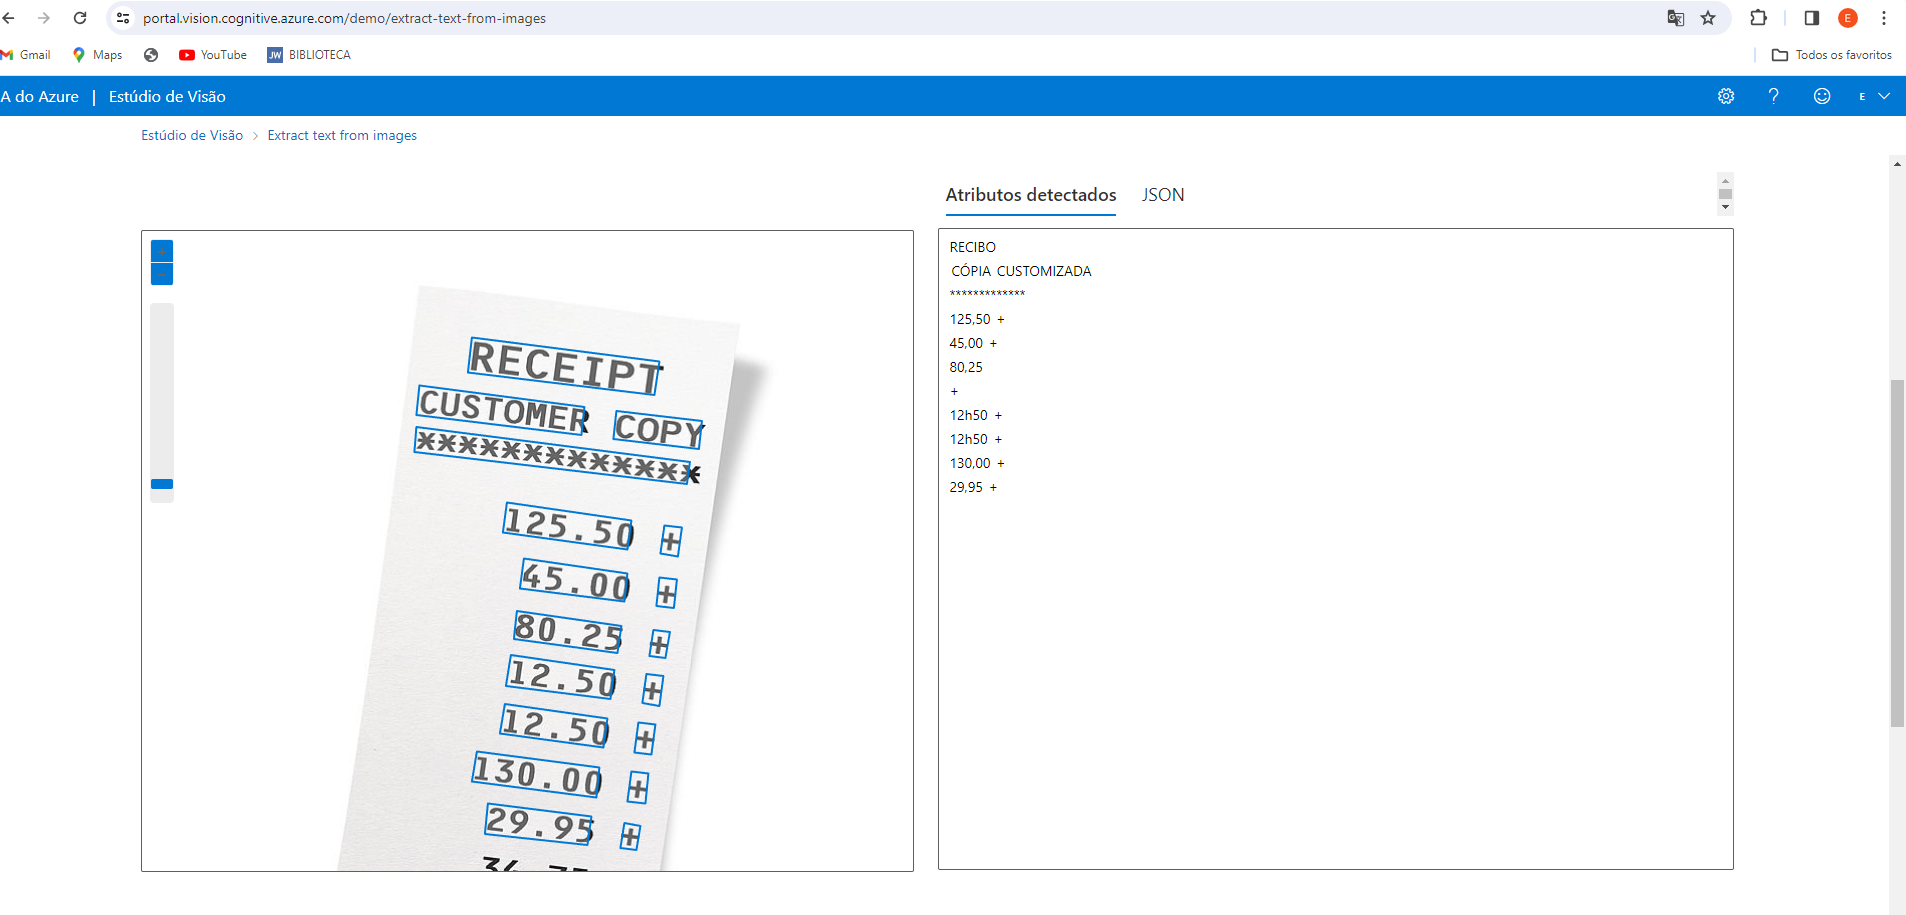 portal.vision.cognitive.azure.com/demo/extract-text-from-images
E
Gmail
Maps
YouTube
JW
BIBLIOTECA
Todos os favoritos
A do Azure | Estúdio de Visão
?
E
Estúdio de Visão > Extract text from images
Atributos detectados
JSON
+
−
RECEIPT
CUSTOMER COPY
*************
125.50 +
45.00 +
80.25 +
12.50 +
12.50 +
130.00 +
29.95 +
RECIBO
CÓPIA CUSTOMIZADA
*************
125,50 +
45,00 +
80,25
+
12h50 +
12h50 +
130,00 +
29,95 +